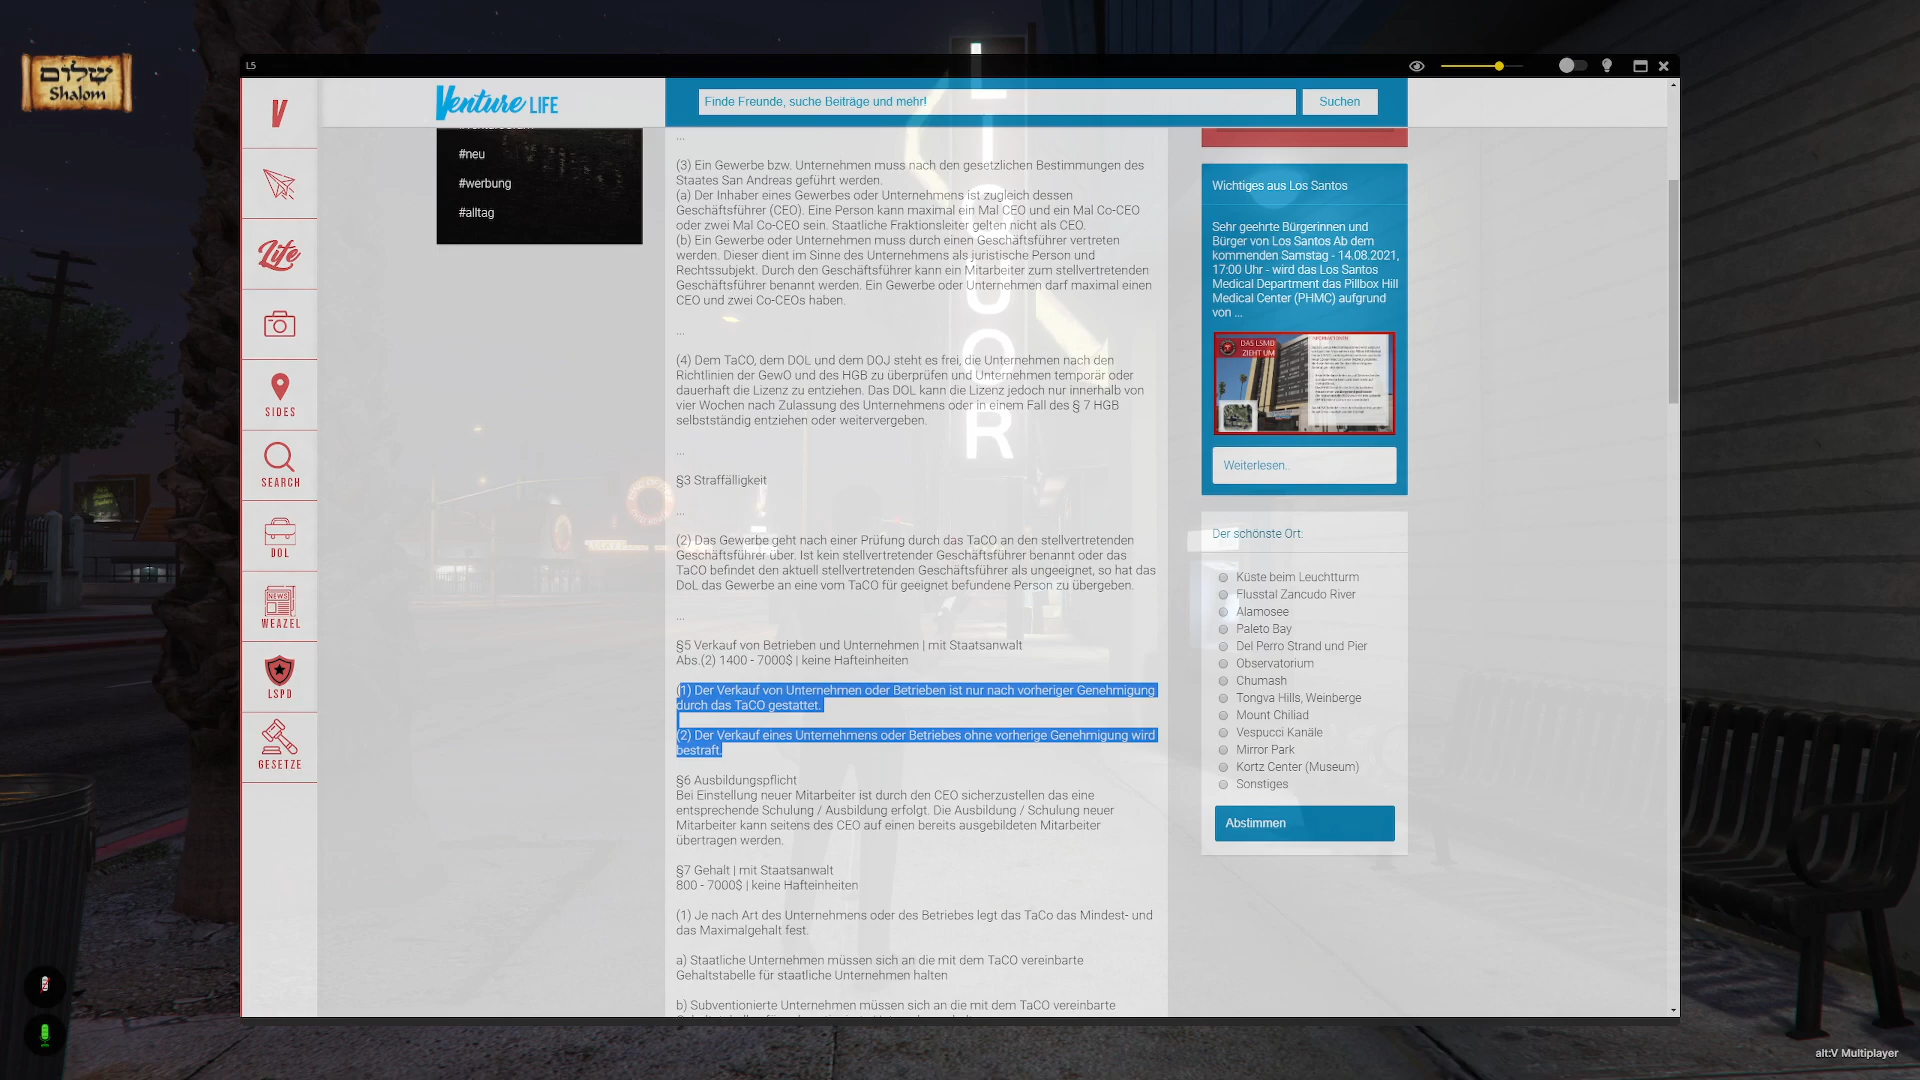 שלום
Shalom
L5
Venture LIFE
Finde Freunde, suche Beiträge und mehr!
Suchen
#neu
#werbung
#alltag
SIDES
SEARCH
DOL
NEWS
WEAZEL
LSPD
GESETZE
Life
LIQUOR
...
(3) Ein Gewerbe bzw. Unternehmen muss nach den gesetzlichen Bestimmungen des
Staates San Andreas geführt werden.
(a) Der Inhaber eines Gewerbes oder Unternehmens ist zugleich dessen
Geschäftsführer (CEO). Eine Person kann maximal ein Mal CEO und ein Mal Co-CEO
oder zwei Mal Co-CEO sein. Staatliche Fraktionsleiter gelten nicht als CEO.
(b) Ein Gewerbe oder Unternehmen muss durch einen Geschäftsführer vertreten
werden. Dieser dient im Sinne des Unternehmens als juristische Person und
Rechtssubjekt. Durch den Geschäftsführer kann ein Mitarbeiter zum stellvertretenden
Geschäftsführer benannt werden. Ein Gewerbe oder Unternehmen darf maximal einen
CEO und zwei Co-CEOs haben.
...
(4) Dem TaCO, dem DOL und dem DOJ steht es frei, die Unternehmen nach den
Richtlinien der GewO und des HGB zu überprüfen und Unternehmen temporär oder
dauerhaft die Lizenz zu entziehen. Das DOL kann die Lizenz jedoch nur innerhalb von
vier Wochen nach Zulassung des Unternehmens oder in einem Fall des § 7 HGB
selbstständig entziehen oder weitervergeben.
...
§3 Straffälligkeit
...
(2) Das Gewerbe geht nach einer Prüfung durch das TaCO an den stellvertretenden
Geschäftsführer über. Ist kein stellvertretender Geschäftsführer benannt oder das
TaCO befindet den aktuell stellvertretenden Geschäftsführer als ungeeignet, so hat das
DoL das Gewerbe an eine vom TaCO für geeignet befundene Person zu übergeben.
...
§5 Verkauf von Betrieben und Unternehmen | mit Staatsanwalt
Abs.(2) 1400 - 7000$ | keine Hafteinheiten
(1) Der Verkauf von Unternehmen oder Betrieben ist nur nach vorheriger Genehmigung
durch das TaCO gestattet.
(2) Der Verkauf eines Unternehmens oder Betriebes ohne vorherige Genehmigung wird
bestraft.
§6 Ausbildungspflicht
Bei Einstellung neuer Mitarbeiter ist durch den CEO sicherzustellen das eine
entsprechende Schulung / Ausbildung erfolgt. Die Ausbildung / Schulung neuer
Mitarbeiter kann seitens des CEO auf einen bereits ausgebildeten Mitarbeiter
übertragen werden.
§7 Gehalt | mit Staatsanwalt
800 - 7000$ | keine Hafteinheiten
(1) Je nach Art des Unternehmens oder des Betriebes legt das TaCo das Mindest- und
das Maximalgehalt fest.
a) Staatliche Unternehmen müssen sich an die mit dem TaCO vereinbarte
Gehaltstabelle für staatliche Unternehmen halten
b) Subventionierte Unternehmen müssen sich an die mit dem TaCO vereinbarte
Wichtiges aus Los Santos
Sehr geehrte Bürgerinnen und
Bürger von Los Santos Ab dem
kommenden Samstag - 14.08.2021,
17:00 Uhr - wird das Los Santos
Medical Department das Pillbox Hill
Medical Center (PHMC) aufgrund
von ...
DAS LSMD
ZIEHT UM
Weiterlesen..
Der schönste Ort:
Küste beim Leuchtturm
Flusstal Zancudo River
Alamosee
Paleto Bay
Del Perro Strand und Pier
Observatorium
Chumash
Tongva Hills, Weinberge
Mount Chiliad
Vespucci Kanäle
Mirror Park
Kortz Center (Museum)
Sonstiges
Abstimmen
alt:V Multiplayer